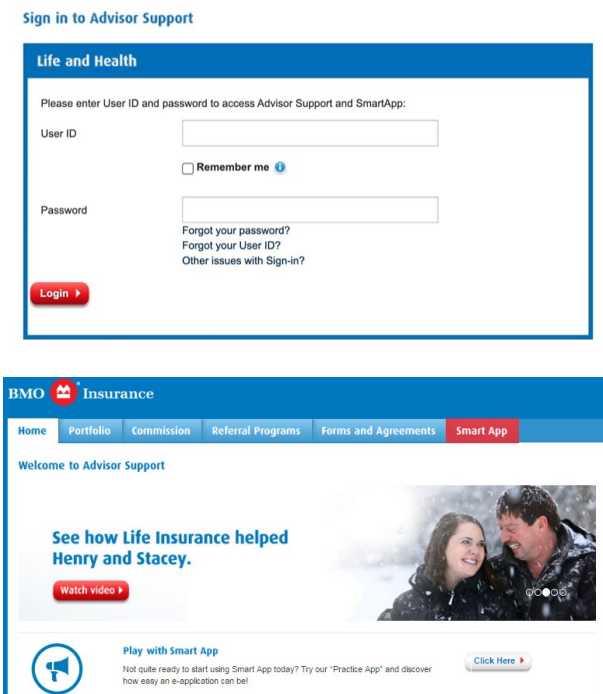 Sign in to Advisor Support
Life and Health
Please enter User ID and password to access Advisor Support and SmartApp:
User ID
Remember me
Password
Forgot your password?
Forgot your User ID?
Other issues with Sign-in?
Login
BMO Insurance
Home Portfolio Commission Referral Programs Forms and Agreements Smart App
Welcome to Advisor Support
See how Life Insurance helped
Henry and Stacey.
Watch video
Play with Smart App
Not quite ready to start using Smart App today? Try our "Practice App" and discover
how easy an e-application can be!
Click Here